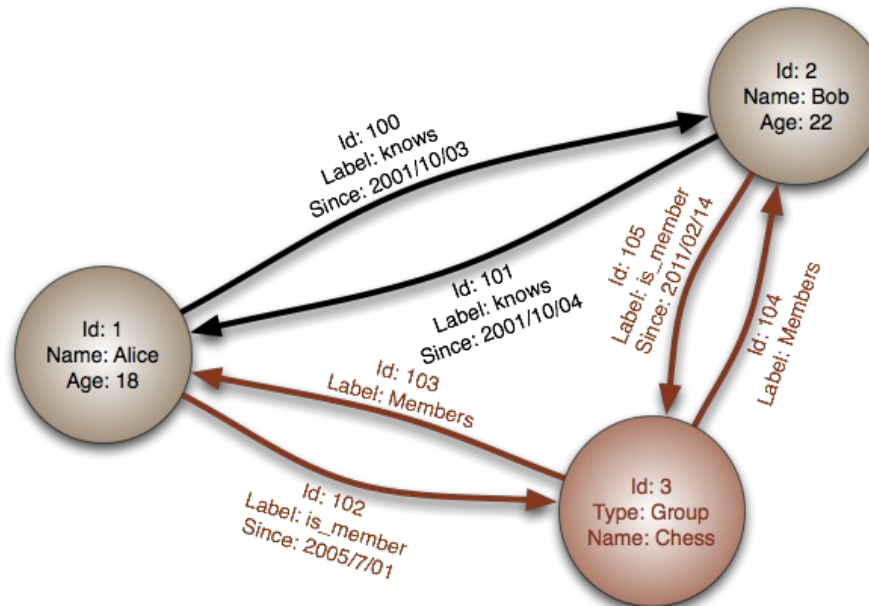 Id: 2
Name: Bob
Age: 22
Id: 100
Label: knows
Since: 2001/10/03
Id: 101
Label: knows
Since: 2001/10/04
Id: 105
Label: is_member
Since: 2011/02/14
Id: 104
Label: Members
Id: 1
Name: Alice
Age: 18
Id: 103
Label: Members
Id: 102
Label: is_member
Since: 2005/7/01
Id: 3
Type: Group
Name: Chess